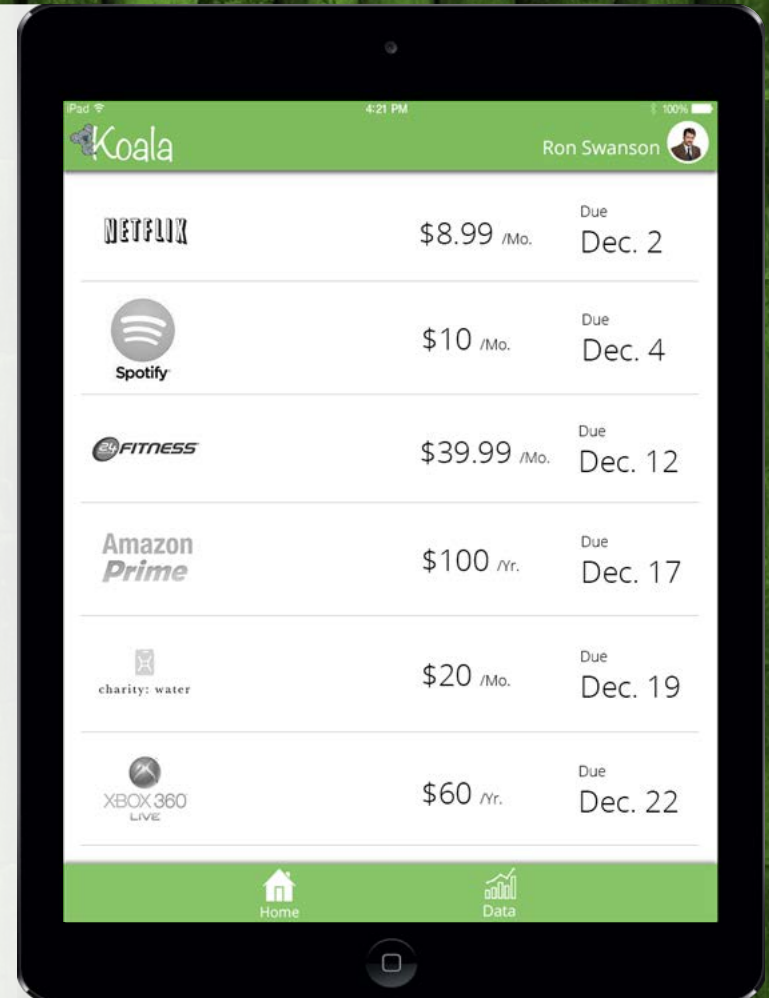 iPad 4:21 PM 100%
Koala Ron Swanson
NETFLIX $8.99 /Mo. Due Dec. 2
Spotify $10 /Mo. Due Dec. 4
24 FITNESS $39.99 /Mo. Due Dec. 12
Amazon Prime $100 /Yr. Due Dec. 17
charity: water $20 /Mo. Due Dec. 19
XBOX 360 LIVE $60 /Yr. Due Dec. 22
Home Data